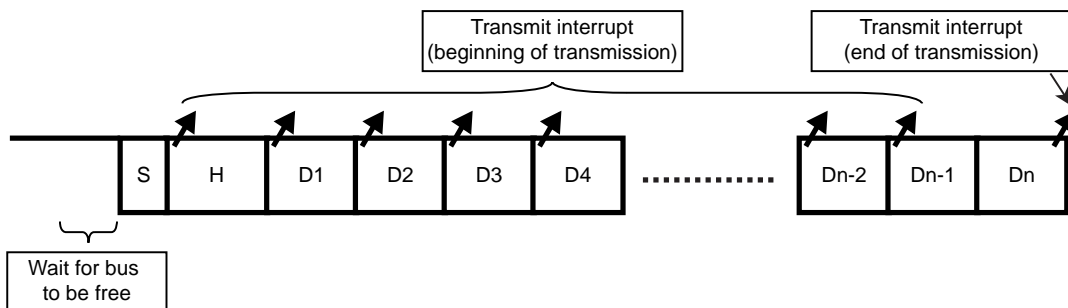 Transmit interrupt
(beginning of transmission)
Transmit interrupt
(end of transmission)
S H D1 D2 D3 D4 Dn-2 Dn-1 Dn
Wait for bus
to be free